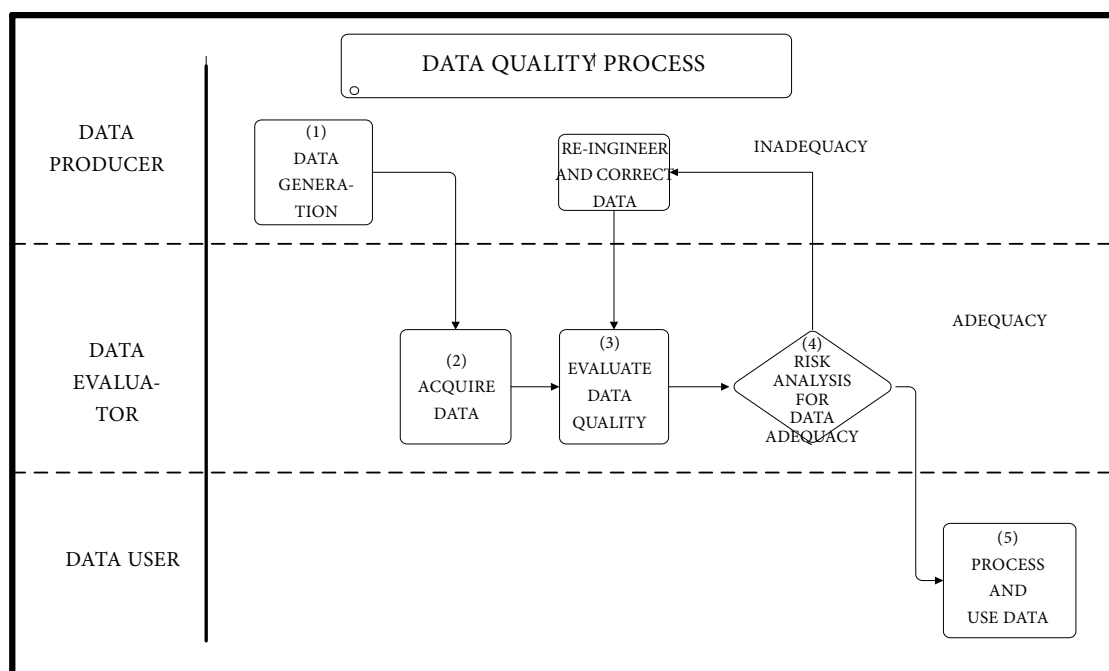 DATA QUALITY† PROCESS
DATA
PRODUCER
(1)
DATA
GENERA-
TION
RE-INGINEER
AND CORRECT
DATA
INADEQUACY
DATA
EVALUA-
TOR
(2)
ACQUIRE
DATA
(3)
EVALUATE
DATA
QUALITY
(4)
RISK
ANALYSIS
FOR
DATA
ADEQUACY
ADEQUACY
DATA USER
(5)
PROCESS
AND
USE DATA